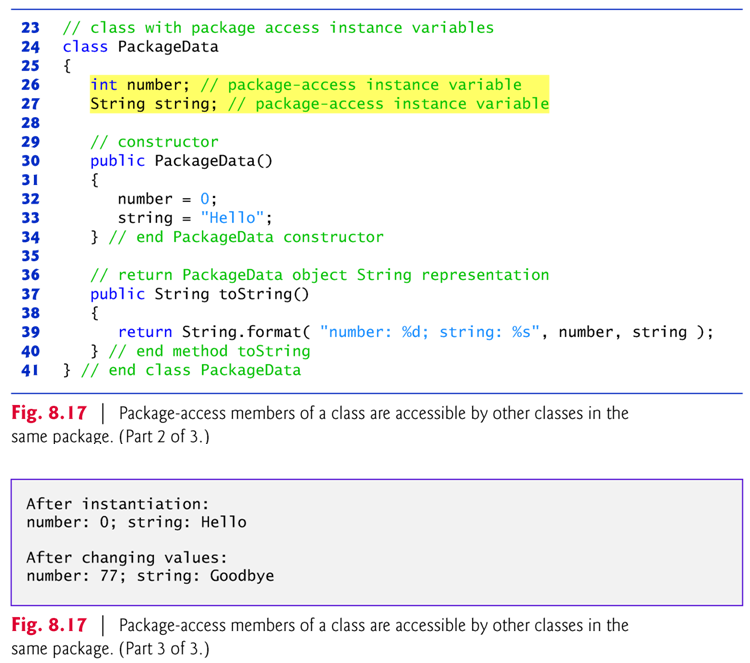 23 // class with package access instance variables
24 class PackageData
25 {
26 int number; // package-access instance variable
27 String string; // package-access instance variable
28
29 // constructor
30 public PackageData()
31 {
32 number = 0;
33 string = "Hello";
34 } // end PackageData constructor
35
36 // return PackageData object String representation
37 public String toString()
38 {
39 return String.format( "number: %d; string: %s", number, string );
40 } // end method toString
41 } // end class PackageData
Fig. 8.17 | Package-access members of a class are accessible by other classes in the
same package. (Part 2 of 3.)
After instantiation:
number: 0; string: Hello
After changing values:
number: 77; string: Goodbye
Fig. 8.17 | Package-access members of a class are accessible by other classes in the
same package. (Part 3 of 3.)